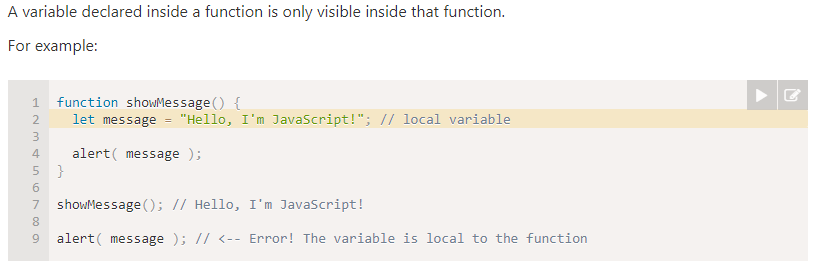 A variable declared inside a function is only visible inside that function.
For example:
1 function showMessage() {
2   let message = "Hello, I'm JavaScript!"; // local variable
3
4   alert( message );
5 }
6
7 showMessage(); // Hello, I'm JavaScript!
8
9 alert( message ); // <-- Error! The variable is local to the function